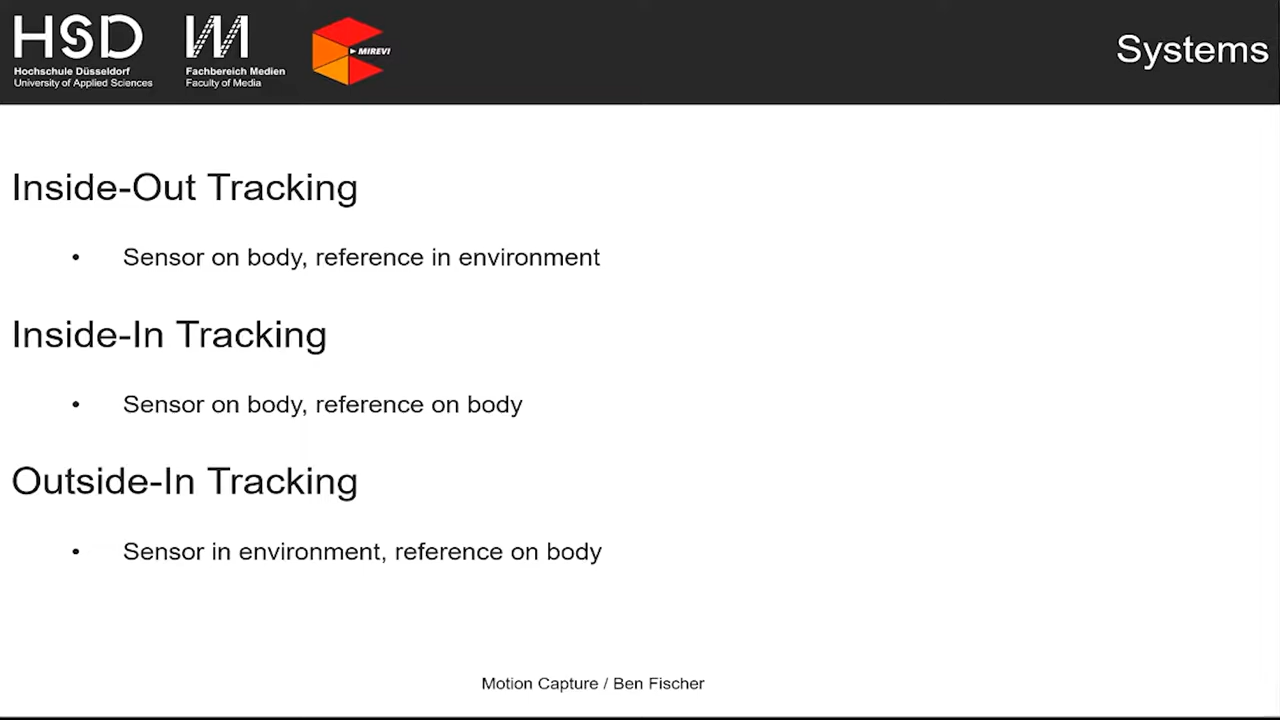 HSD
Hochschule Düsseldorf
University of Applied Sciences
Fachbereich Medien
Faculty of Media
MIREVI
Systems
Inside-Out Tracking
• Sensor on body, reference in environment
Inside-In Tracking
• Sensor on body, reference on body
Outside-In Tracking
• Sensor in environment, reference on body
Motion Capture / Ben Fischer